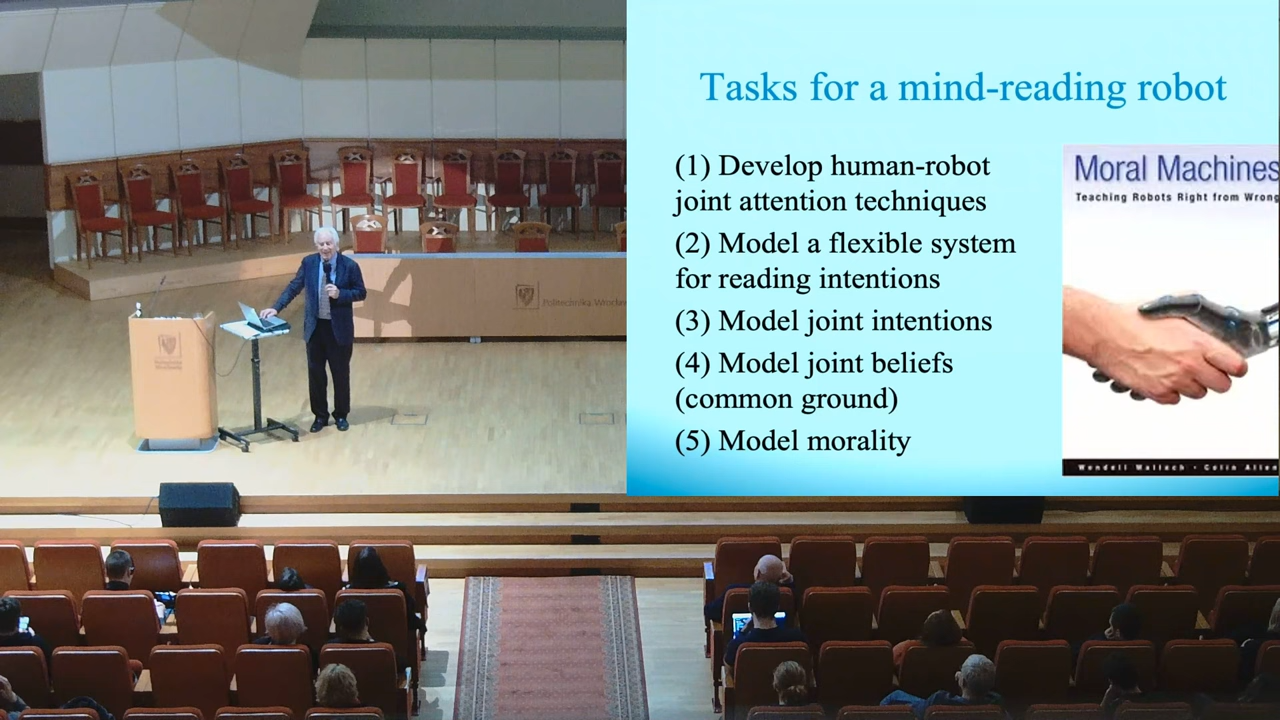 Tasks for a mind-reading robot
(1) Develop human-robot
joint attention techniques
(2) Model a flexible system
for reading intentions
(3) Model joint intentions
(4) Model joint beliefs
(common ground)
(5) Model morality
Moral Machines
Teaching Robots Right from Wrong
Wendell Wallach • Colin Allen
Politechnika Wrocław